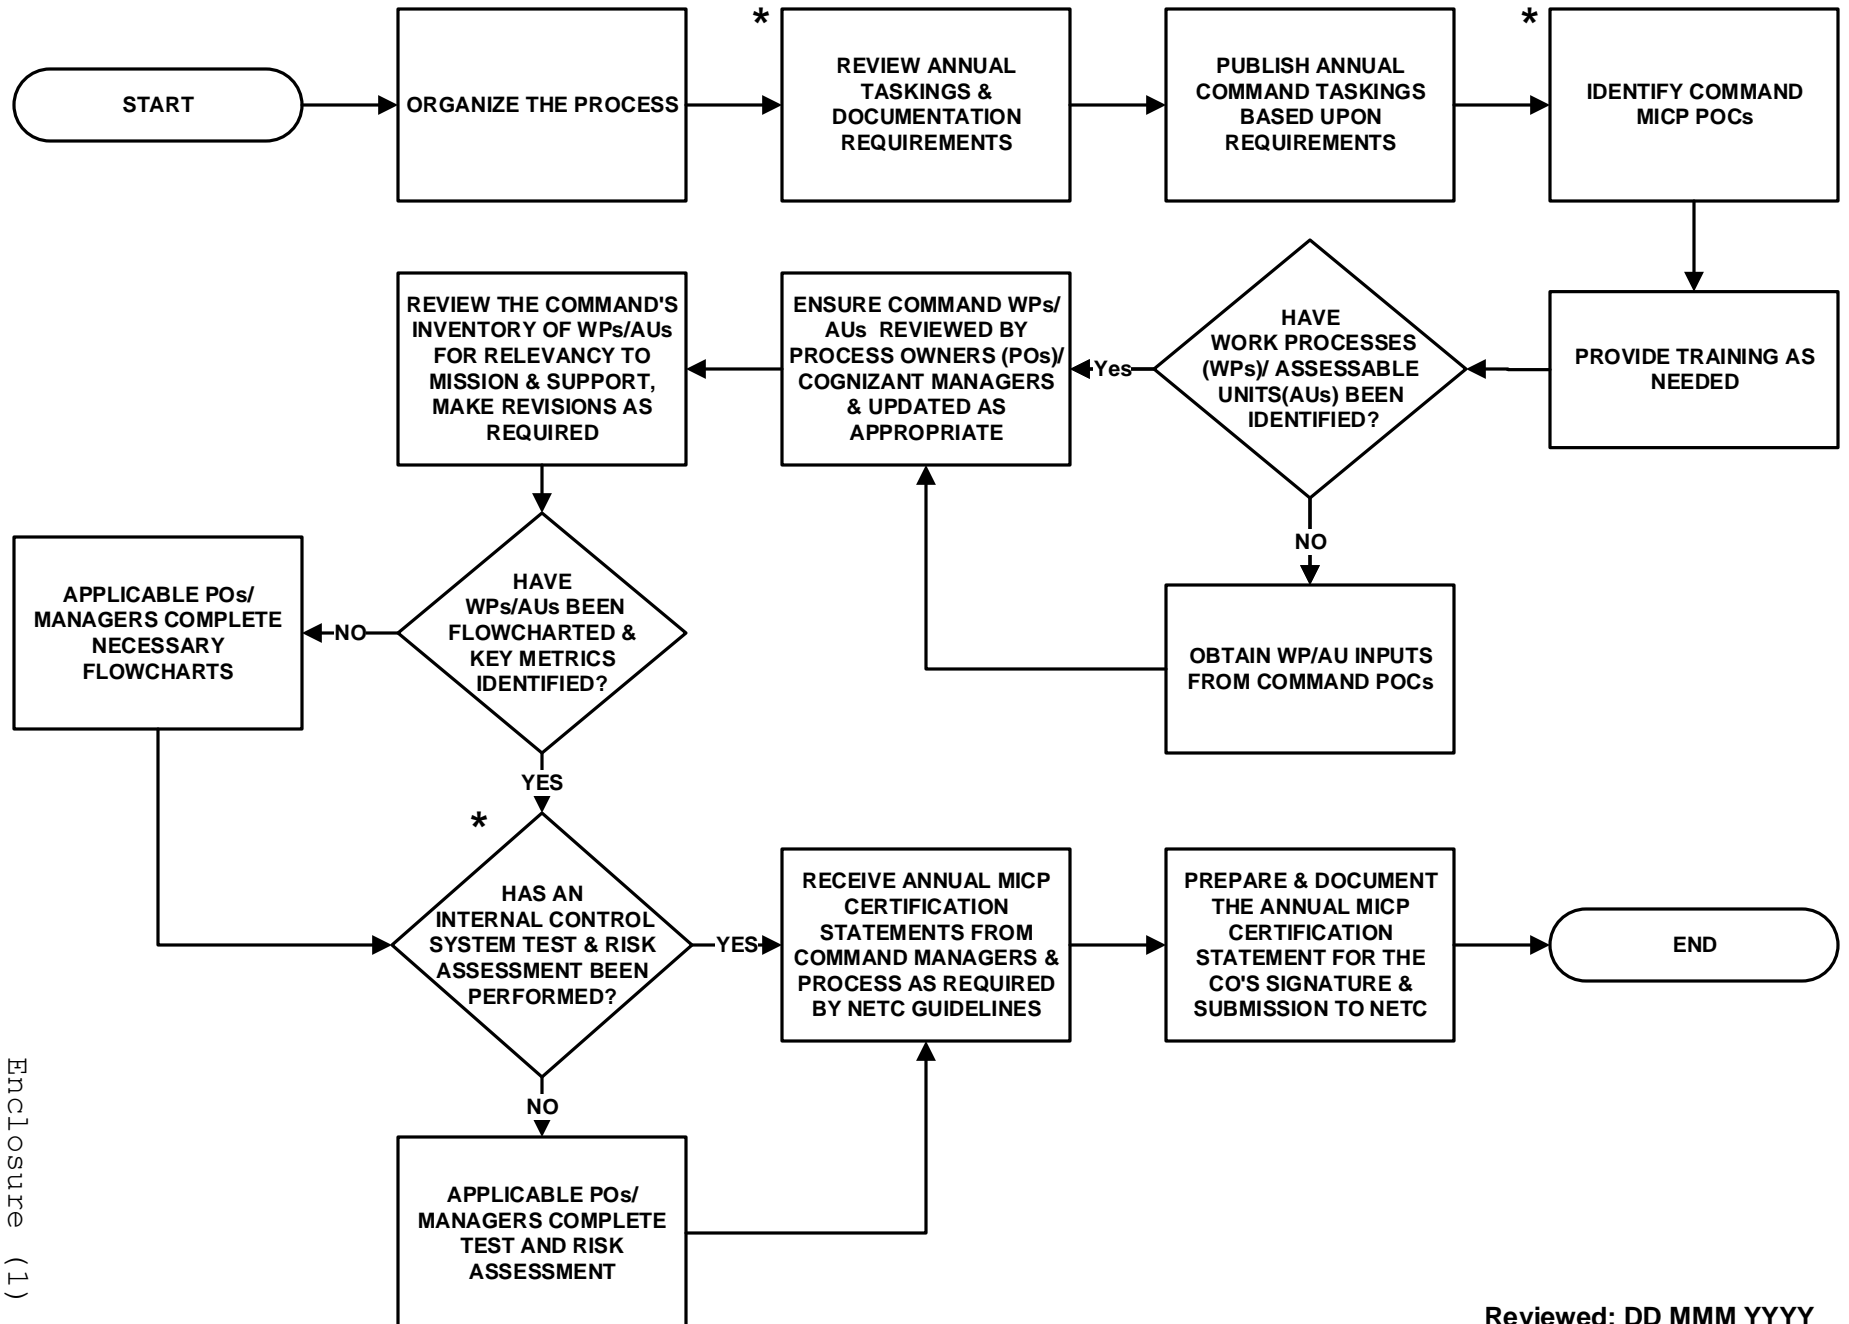 *
*
START
ORGANIZE THE PROCESS
REVIEW ANNUAL
TASKINGS &
DOCUMENTATION
REQUIREMENTS
PUBLISH ANNUAL
COMMAND TASKINGS
BASED UPON
REQUIREMENTS
IDENTIFY COMMAND
MICP POCs
PROVIDE TRAINING AS
NEEDED
HAVE
WORK PROCESSES
(WPs)/ ASSESSABLE
UNITS(AUs) BEEN
IDENTIFIED?
Yes
NO
ENSURE COMMAND WPs/
AUs REVIEWED BY
PROCESS OWNERS (POs)/
COGNIZANT MANAGERS
& UPDATED AS
APPROPRIATE
REVIEW THE COMMAND'S
INVENTORY OF WPs/AUs
FOR RELEVANCY TO
MISSION & SUPPORT,
MAKE REVISIONS AS
REQUIRED
OBTAIN WP/AU INPUTS
FROM COMMAND POCs
HAVE
WPs/AUs BEEN
FLOWCHARTED &
KEY METRICS
IDENTIFIED?
NO
APPLICABLE POs/
MANAGERS COMPLETE
NECESSARY
FLOWCHARTS
YES
*
HAS AN
INTERNAL CONTROL
SYSTEM TEST & RISK
ASSESSMENT BEEN
PERFORMED?
YES
RECEIVE ANNUAL MICP
CERTIFICATION
STATEMENTS FROM
COMMAND MANAGERS &
PROCESS AS REQUIRED
BY NETC GUIDELINES
PREPARE & DOCUMENT
THE ANNUAL MICP
CERTIFICATION
STATEMENT FOR THE
CO'S SIGNATURE &
SUBMISSION TO NETC
END
NO
APPLICABLE POs/
MANAGERS COMPLETE
TEST AND RISK
ASSESSMENT
Enclosure (1)
Reviewed: DD MMM YYYY